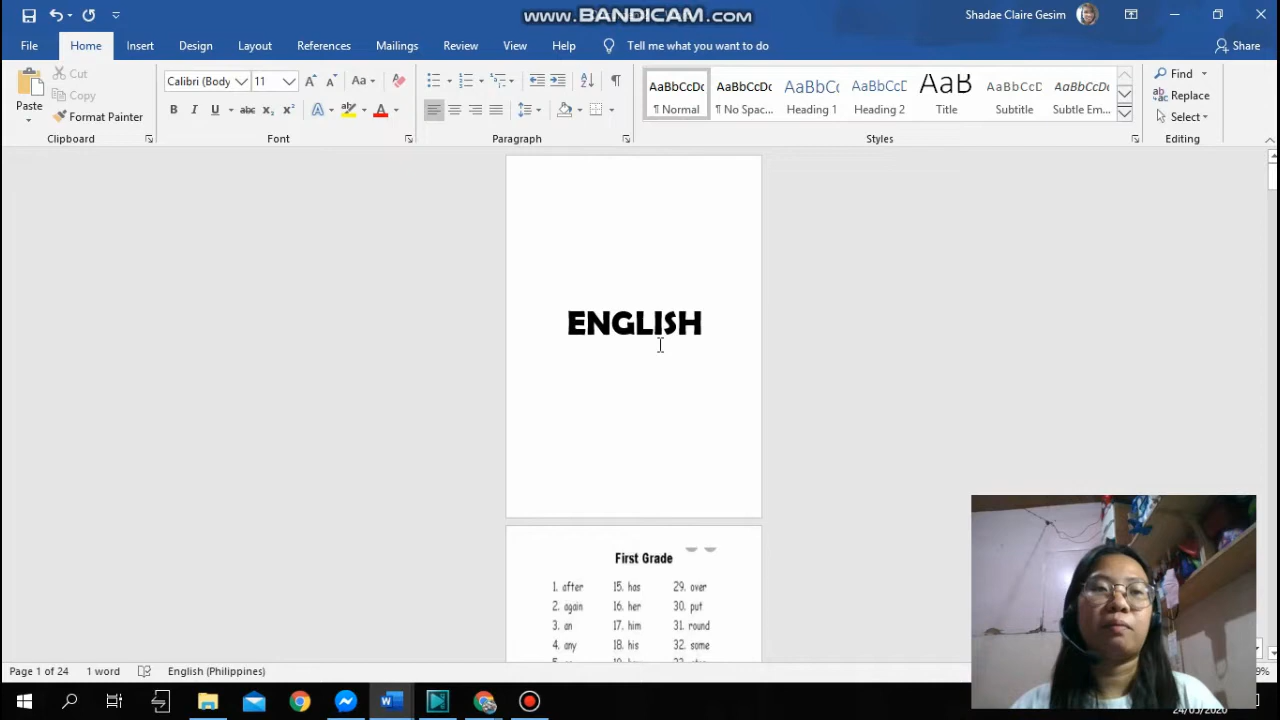 www.BANDICAM.com
Shadae Claire Gesim
File Home Insert Design Layout References Mailings Review View Help Tell me what you want to do Share
Paste
Cut
Copy
Format Painter
Clipboard
Calibri (Body 11
Font
Paragraph
AaBbCcDc AaBbCcDc AaBbCc AaBbCcD AaB AaBbCcD AaBbCcDc
¶ Normal ¶ No Spac... Heading 1 Heading 2 Title Subtitle Subtle Em...
Styles
Find
Replace
Select
Editing
ENGLISH
First Grade
1. after 15. has 29. over
2. again 16. her 30. put
3. an 17. him 31. round
4. any 18. his 32. some
Page 1 of 24 1 word English (Philippines)